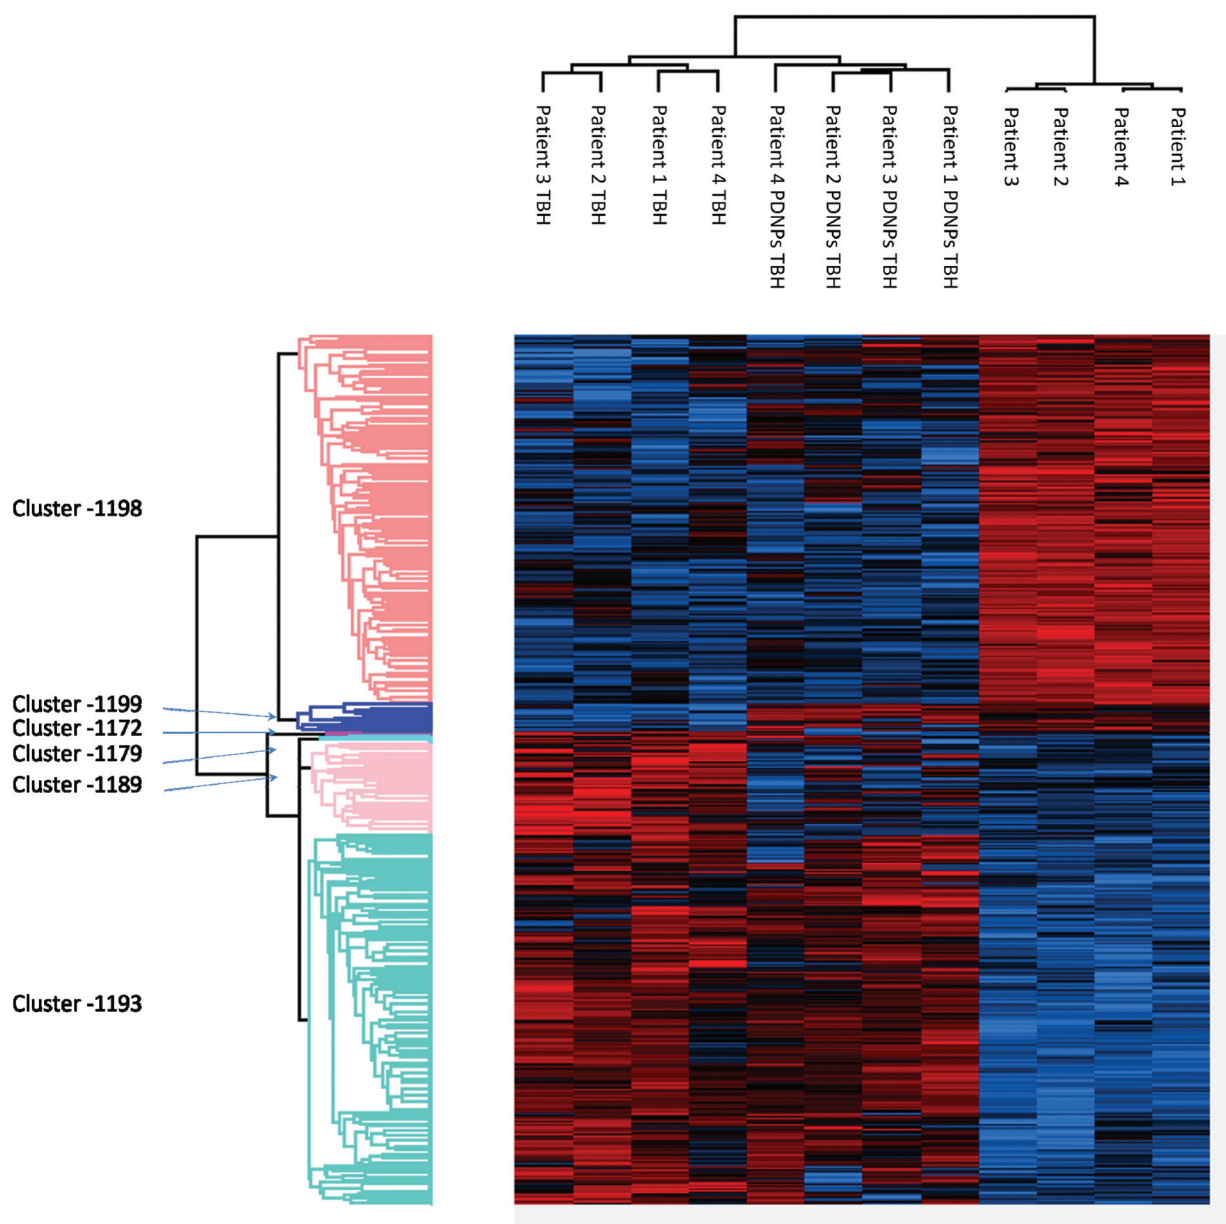 Patient 3 TBH
Patient 2 TBH
Patient 1 TBH
Patient 4 TBH
Patient 4 PDNPs TBH
Patient 2 PDNPs TBH
Patient 3 PDNPs TBH
Patient 1 PDNPs TBH
Patient 3
Patient 2
Patient 4
Patient 1
Cluster -1198
Cluster -1199
Cluster -1172
Cluster -1179
Cluster -1189
Cluster -1193